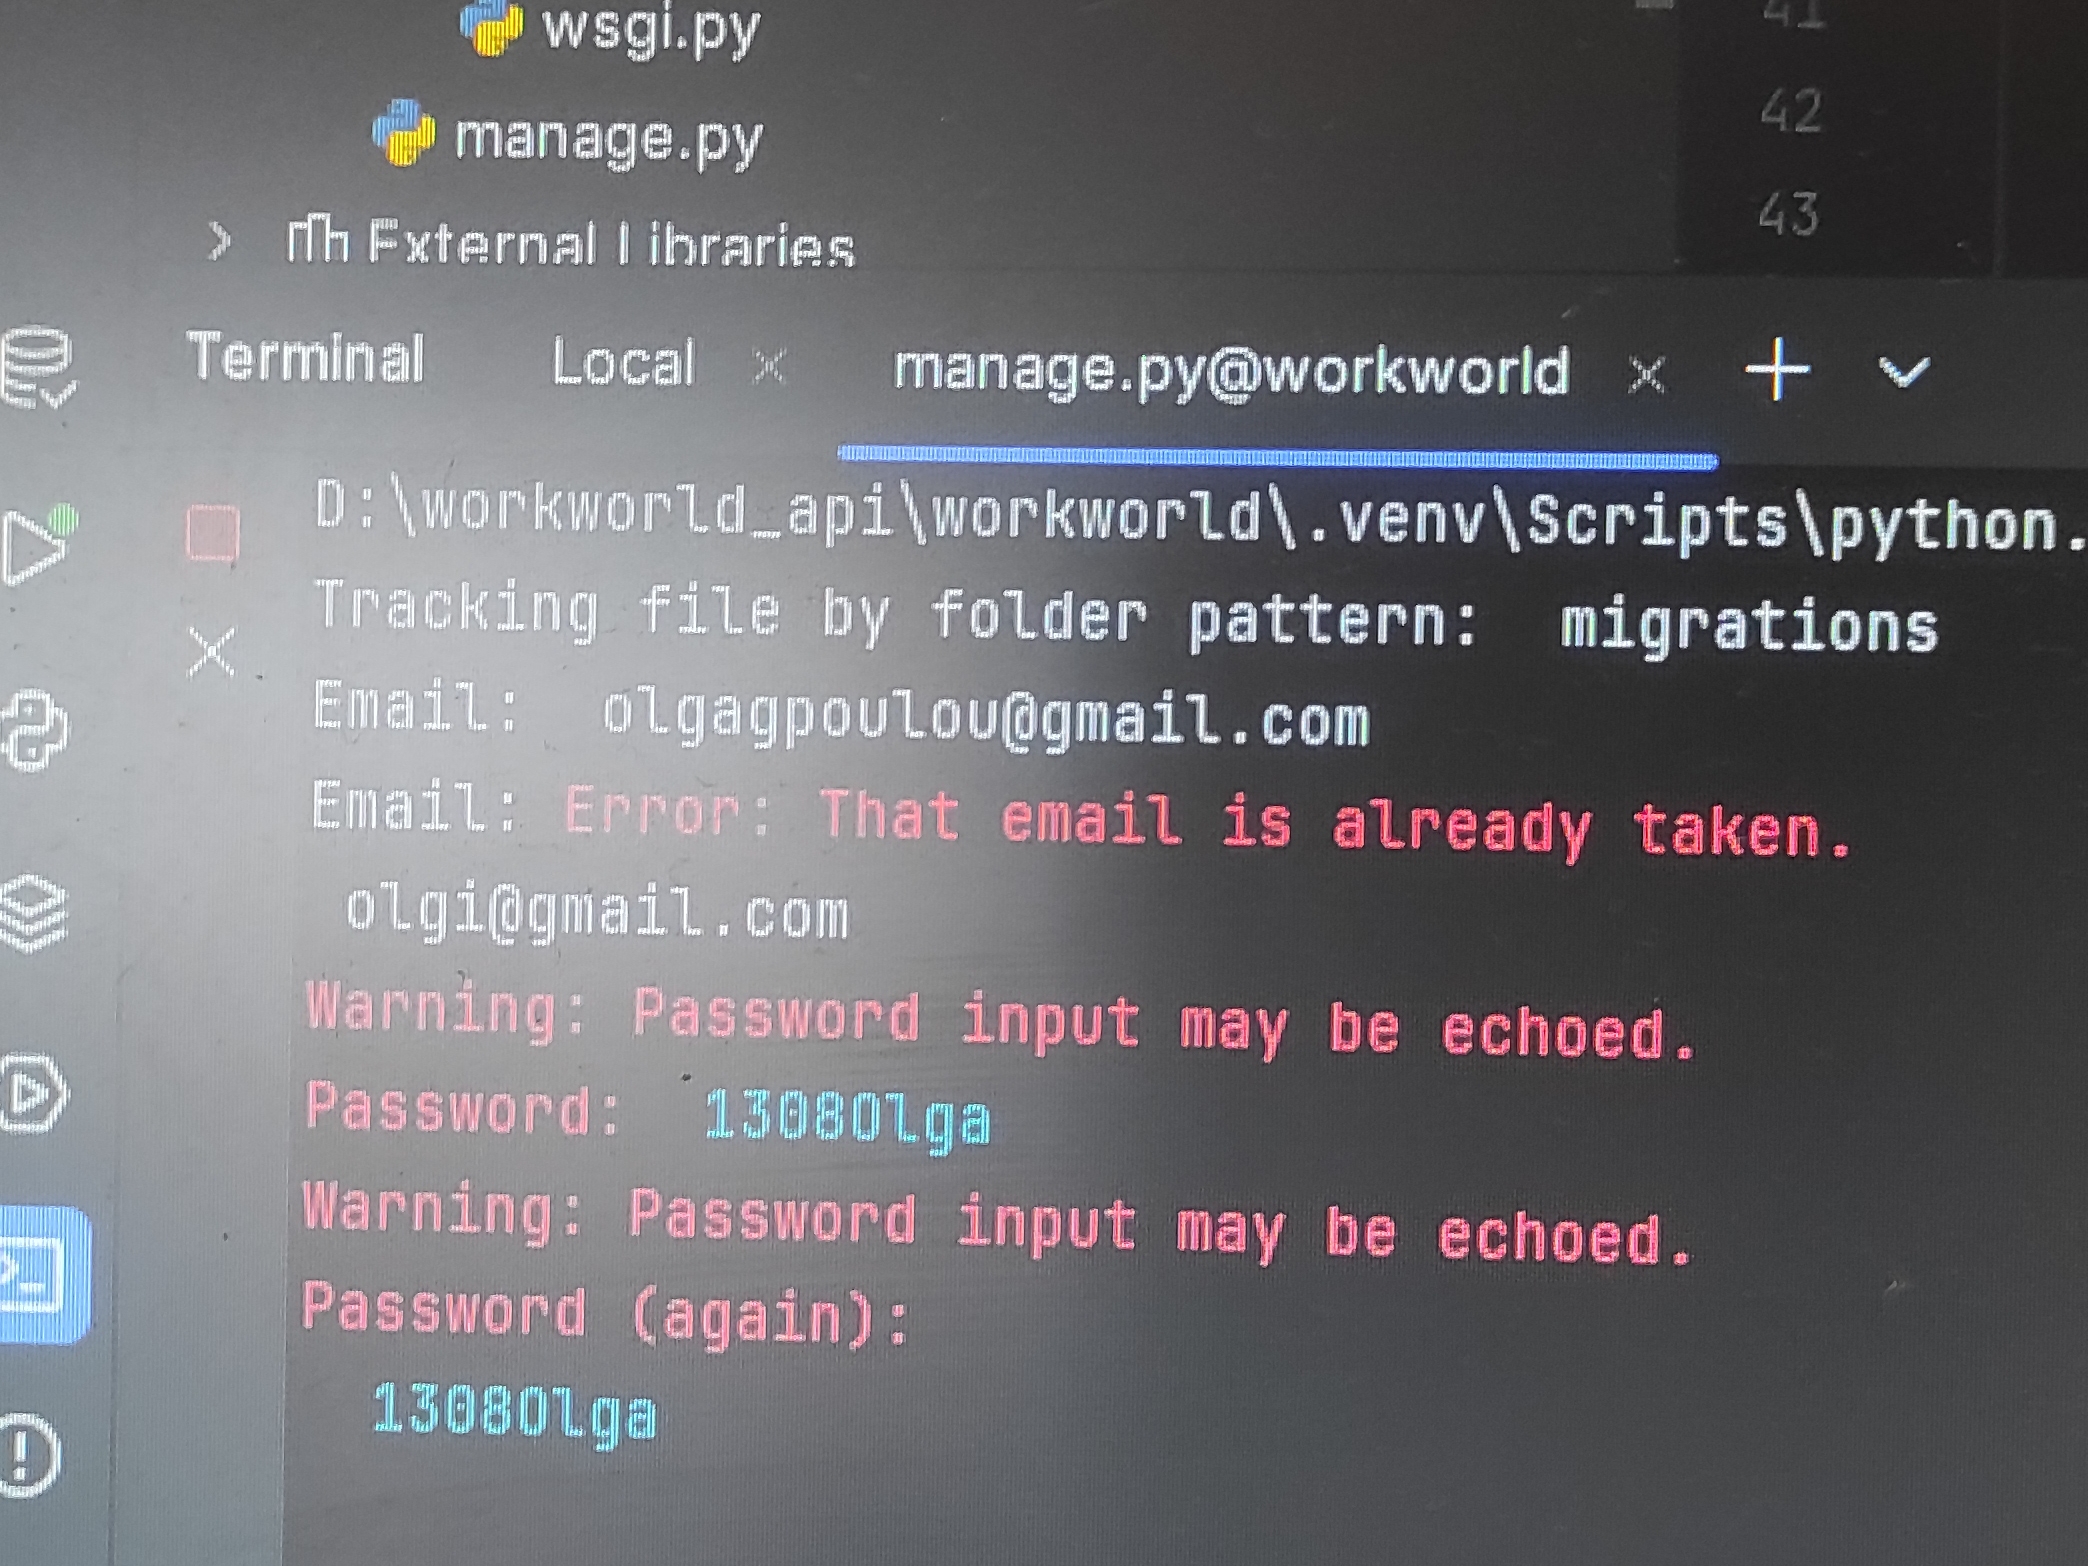 wsgi.py
41
manage.py
42
43
External Libraries
Terminal Local manage.py@workworld
D:\workworld_api\workworld\.venv\Scripts\python.
Tracking file by folder pattern:  migrations
Email:  olgagpoulou@gmail.com
Email: Error: That email is already taken.
olgi@gmail.com
Warning: Password input may be echoed.
Password:  1308Olga
Warning: Password input may be echoed.
Password (again):
1308Olga